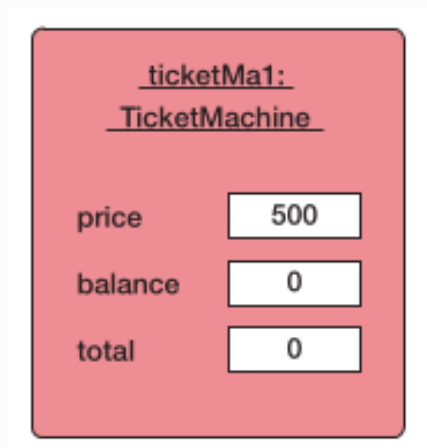 ticketMa1:
TicketMachine
price 500
balance 0
total 0